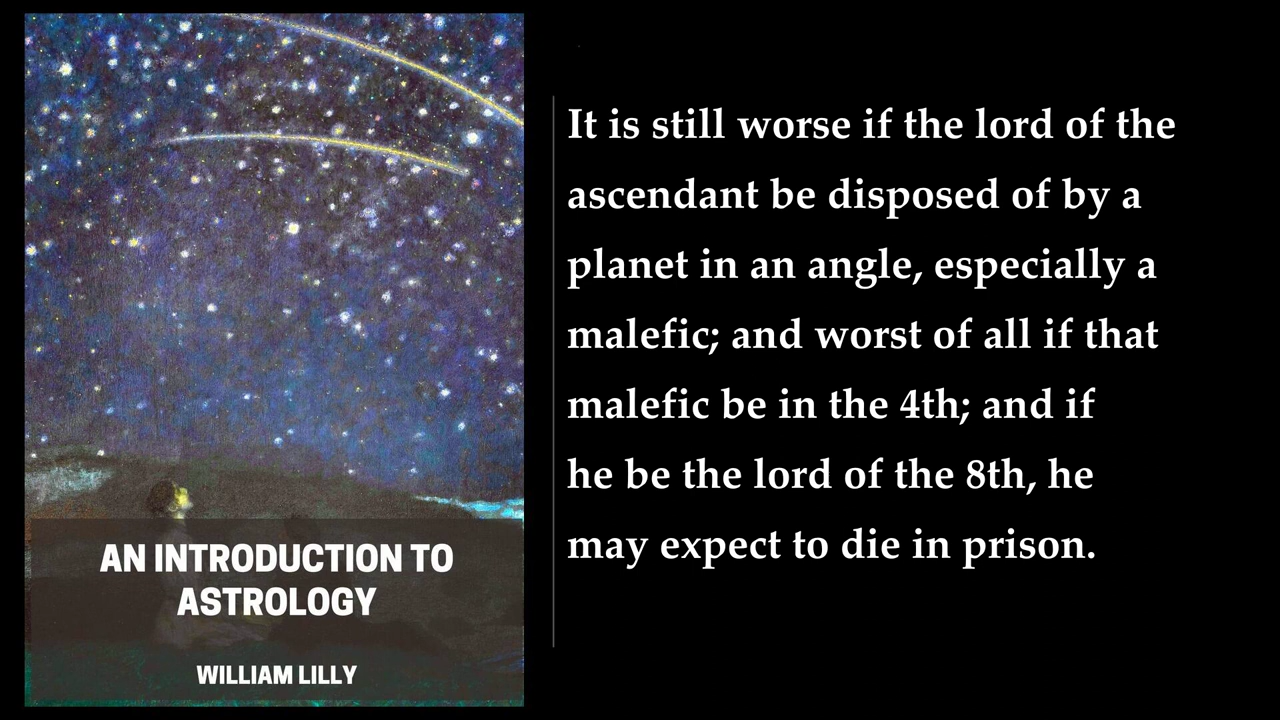 AN INTRODUCTION TO
ASTROLOGY
WILLIAM LILLY
It is still worse if the lord of the
ascendant be disposed of by a
planet in an angle, especially a
malefic; and worst of all if that
malefic be in the 4th; and if
he be the lord of the 8th, he
may expect to die in prison.